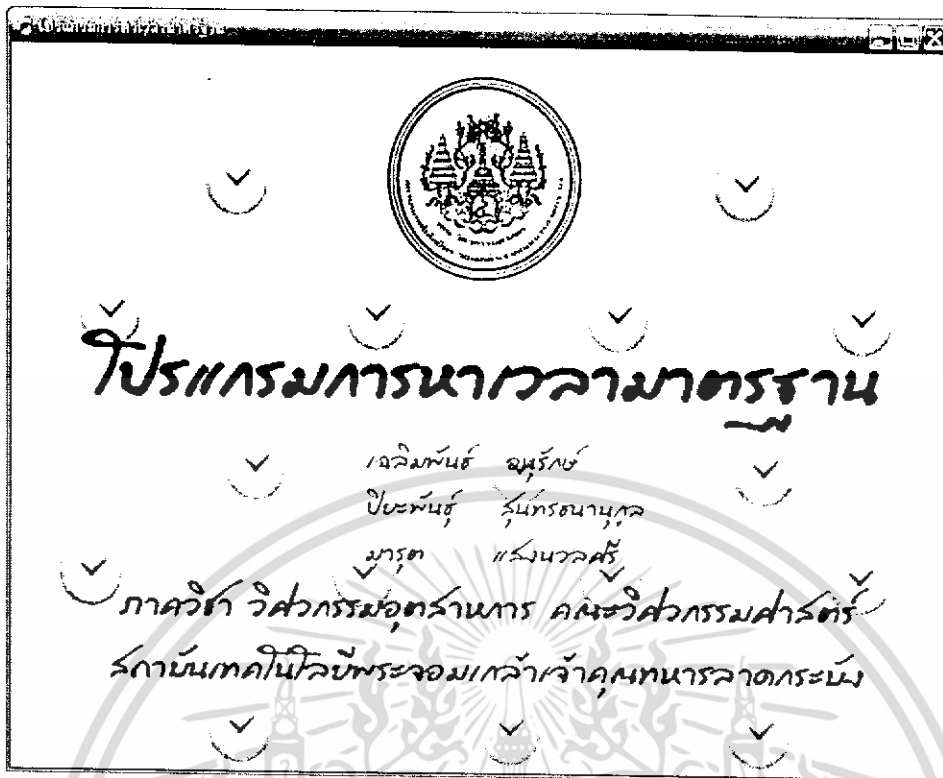 โปรแกรมการหาเวลามาตรฐาน
เฉลิมพันธ์ อนุรักษ์
ปิยะพันธุ์ สุนทรธนานุกูล
มารุต แสงนวลศรี
ภาควิชา วิศวกรรมอุตสาหการ คณะวิศวกรรมศาสตร์
สถาบันเทคโนโลยีพระจอมเกล้าเจ้าคุณทหารลาดกระบัง